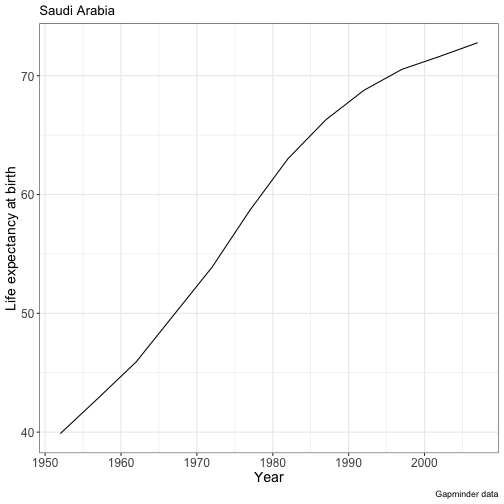 Saudi Arabia
70
60
50
40
Life expectancy at birth
1950 1960 1970 1980 1990 2000
Year
Gapminder data